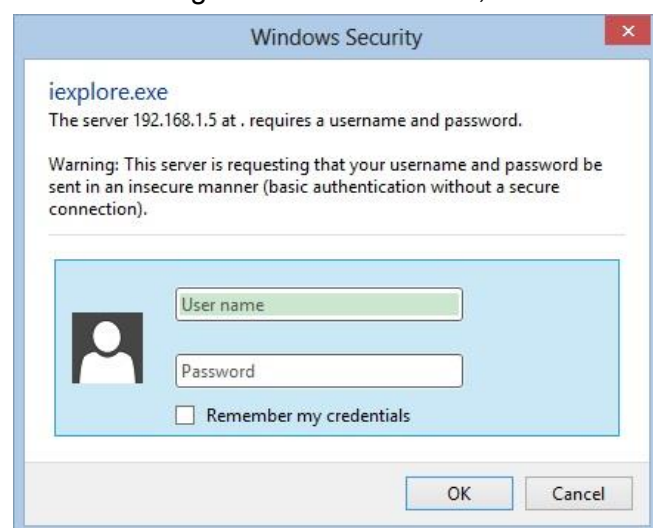 Windows Security
iexplore.exe
The server 192.168.1.5 at . requires a username and password.
Warning: This server is requesting that your username and password be
sent in an insecure manner (basic authentication without a secure
connection).
User name
Password
Remember my credentials
OK Cancel